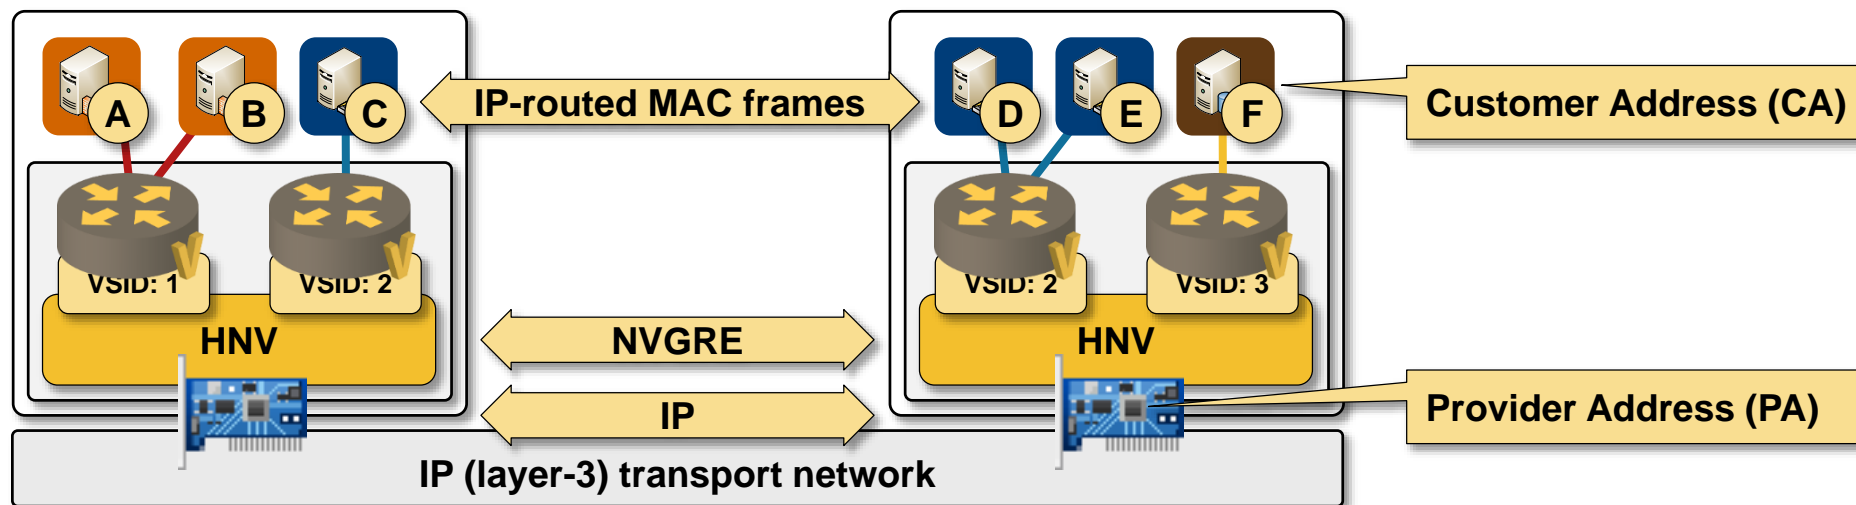 A
B
C
IP-routed MAC frames
D
E
F
Customer Address (CA)
VSID: 1
VSID: 2
VSID: 2
VSID: 3
HNV
NVGRE
HNV
IP
Provider Address (PA)
IP (layer-3) transport network